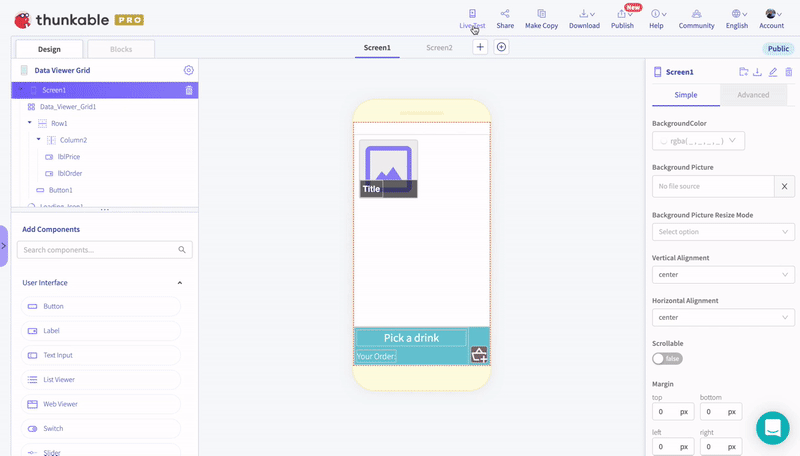 thunkable PRO
Live Test
Share
Make Copy
Download
New
Publish
Help
Community
English
Account
Design
Blocks
Screen1
Screen2
Public
Data Viewer Grid
Screen1
Data_Viewer_Grid1
Row1
Column2
lblPrice
lblOrder
Button1
Loading_Icon1
Add Components
Search components...
User Interface
Button
Label
Text Input
List Viewer
Web Viewer
Switch
Slider
Title
Pick a drink
Your Order:
Screen1
Simple
Advanced
BackgroundColor
rgba( _ , _ , _ , _ )
Background Picture
No file source
X
Background Picture Resize Mode
Select option
Vertical Alignment
center
Horizontal Alignment
center
Scrollable
false
Margin
top
bottom
0 px
0 px
left
right
0 px
0 px